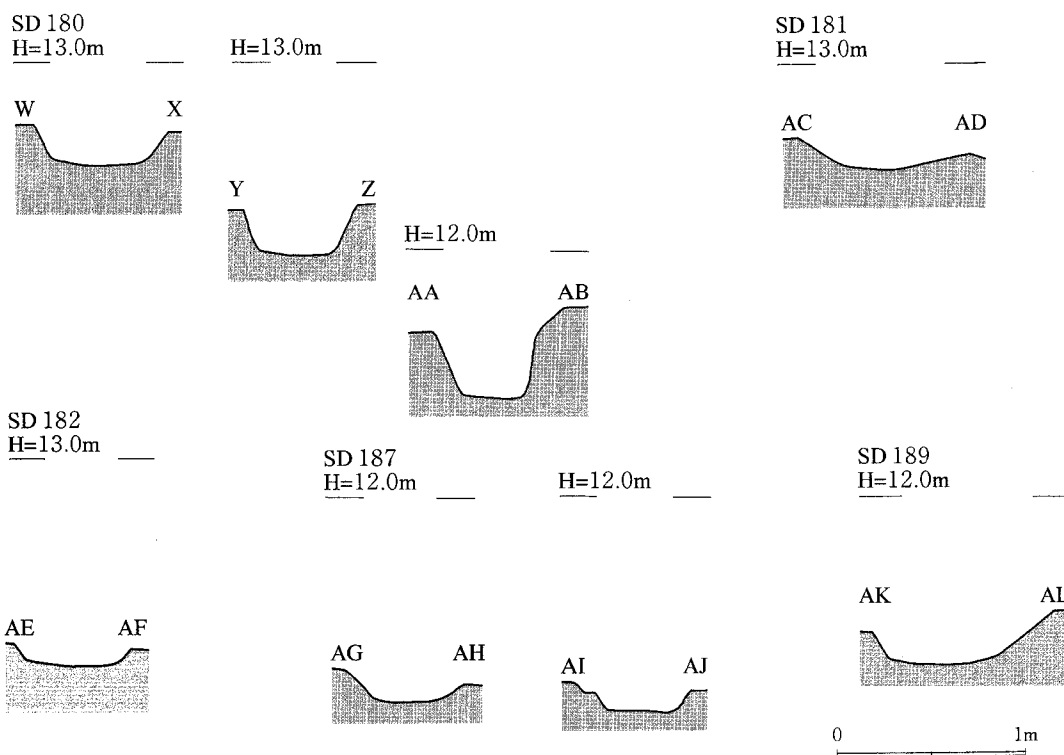 SD 180
H=13.0m
H=13.0m
SD 181
H=13.0m
W X
AC AD
Y Z
H=12.0m
AA AB
SD 182
H=13.0m
SD 187
H=12.0m
H=12.0m
SD 189
H=12.0m
AE AF
AG AH
AI AJ
AK AL
0 1m